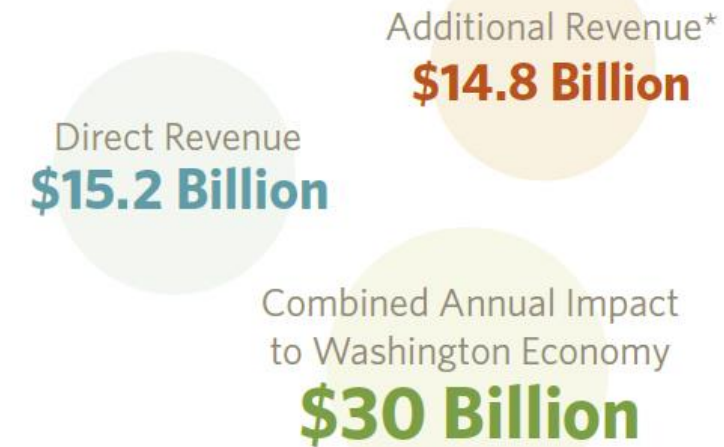 Additional Revenue*
$14.8 Billion
Direct Revenue
$15.2 Billion
Combined Annual Impact
to Washington Economy
$30 Billion